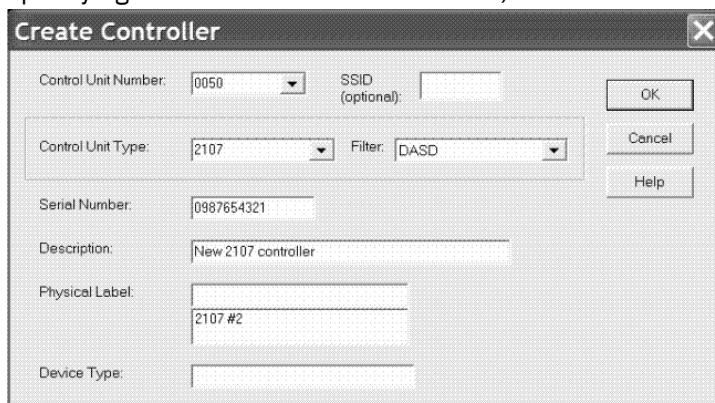 Create Controller
Control Unit Number: 0050 SSID (optional):
OK
Control Unit Type: 2107 Filter: DASD
Cancel
Help
Serial Number: 0987654321
Description: New 2107 controller
Physical Label:
2107 #2
Device Type: